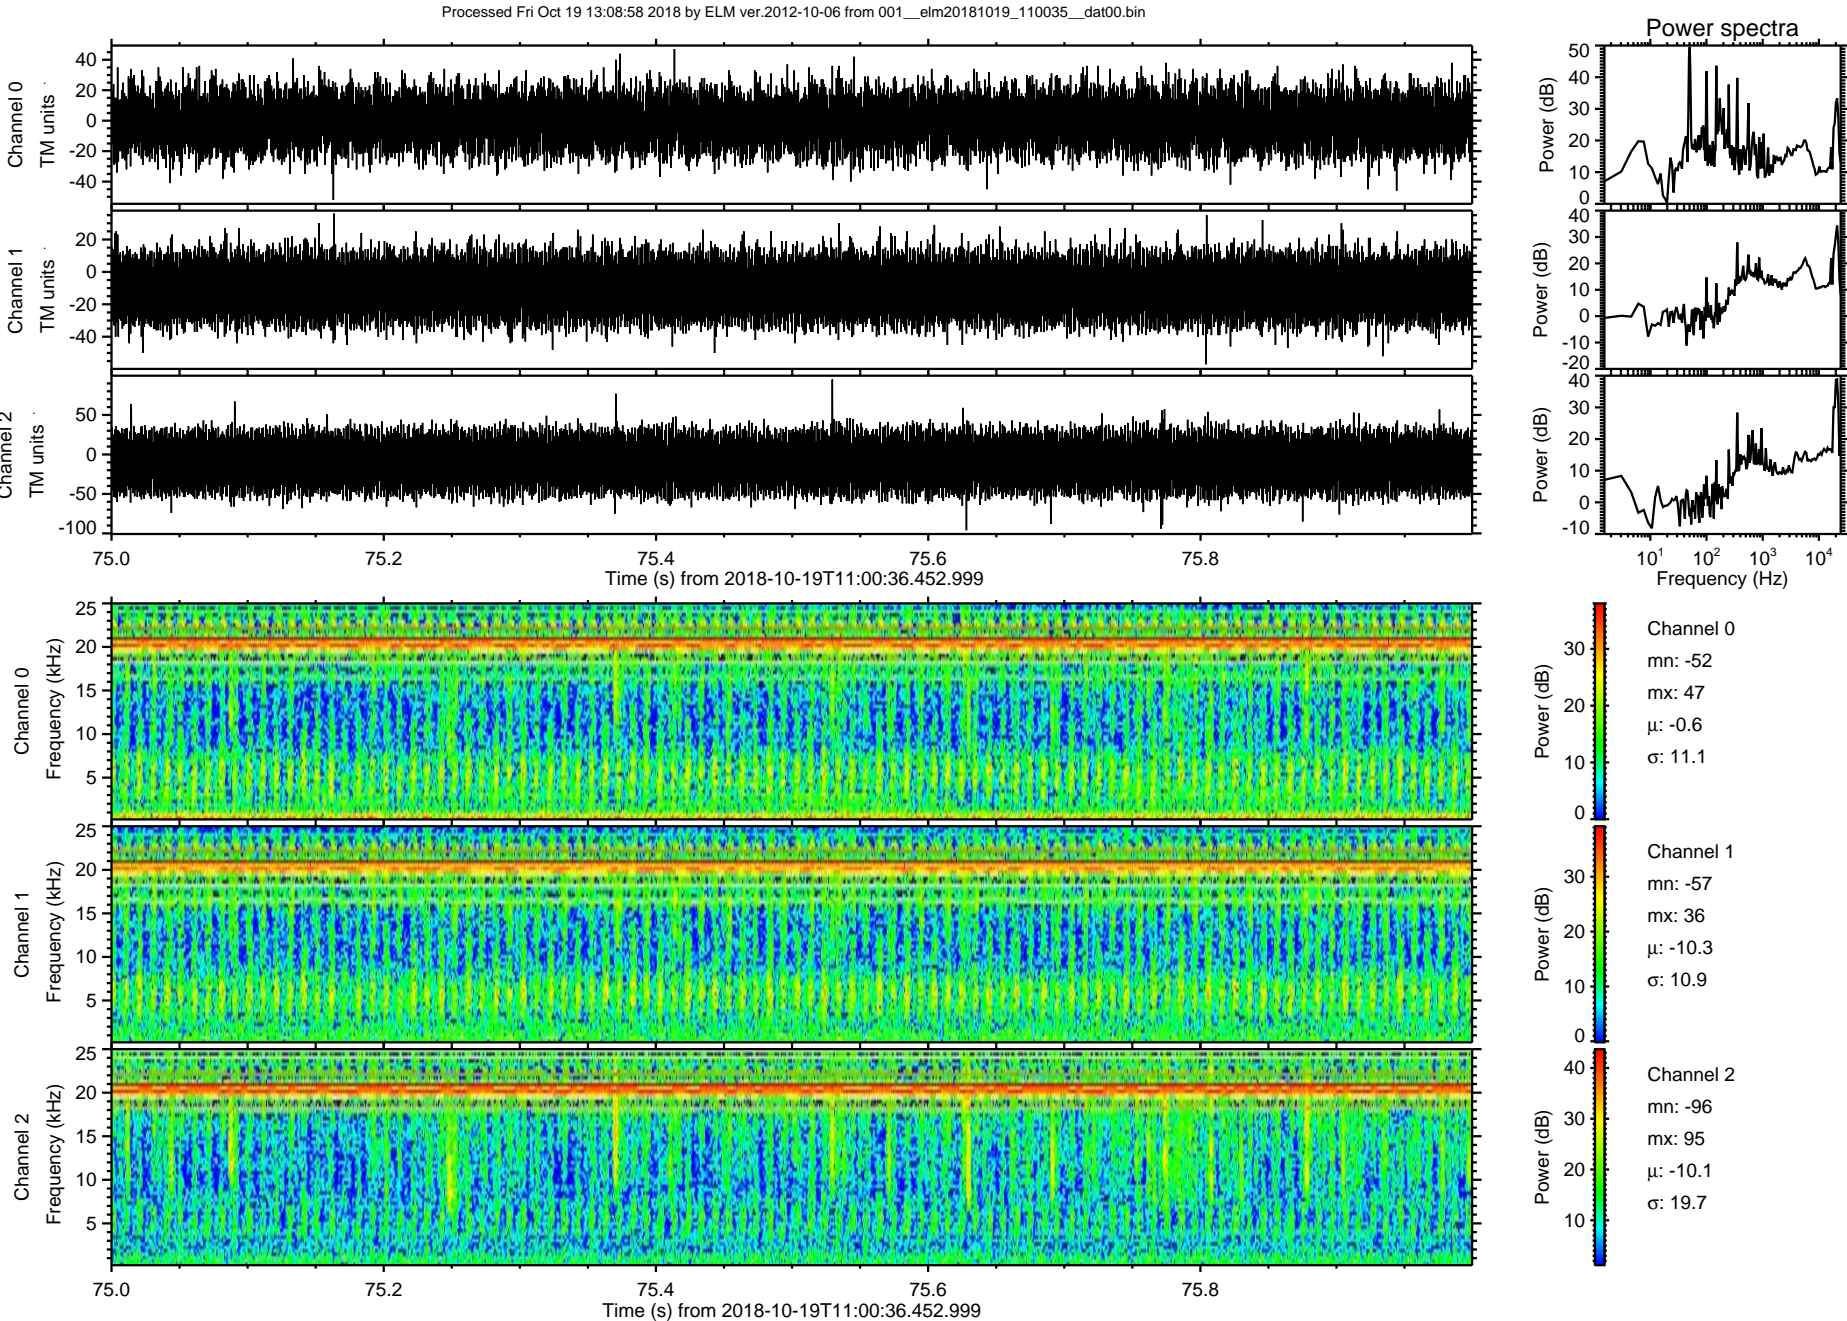 Processed Fri Oct 19 13:08:58 2018 by ELM ver.2012-10-06 from 001__elm20181019_110035__dat00.bin
Power spectra
Channel 0
TM units
40
20
0
-20
-40
Power (dB)
50
40
30
20
10
0
Channel 1
TM units
20
0
-20
-40
Power (dB)
40
30
20
10
0
-10
-20
Channel 2
TM units
50
0
-50
-100
Power (dB)
40
30
20
10
0
-10
75.0 75.2 75.4 75.6 75.8
Time (s) from 2018-10-19T11:00:36.452.999
10¹ 10² 10³ 10⁴
Frequency (Hz)
Channel 0
Frequency (kHz)
25
20
15
10
5
Power (dB)
30
20
10
0
Channel 0
mn: -52
mx: 47
μ: -0.6
σ: 11.1
Channel 1
Frequency (kHz)
25
20
15
10
5
Power (dB)
30
20
10
0
Channel 1
mn: -57
mx: 36
μ: -10.3
σ: 10.9
Channel 2
Frequency (kHz)
25
20
15
10
5
Power (dB)
40
30
20
10
Channel 2
mn: -96
mx: 95
μ: -10.1
σ: 19.7
75.0 75.2 75.4 75.6 75.8
Time (s) from 2018-10-19T11:00:36.452.999